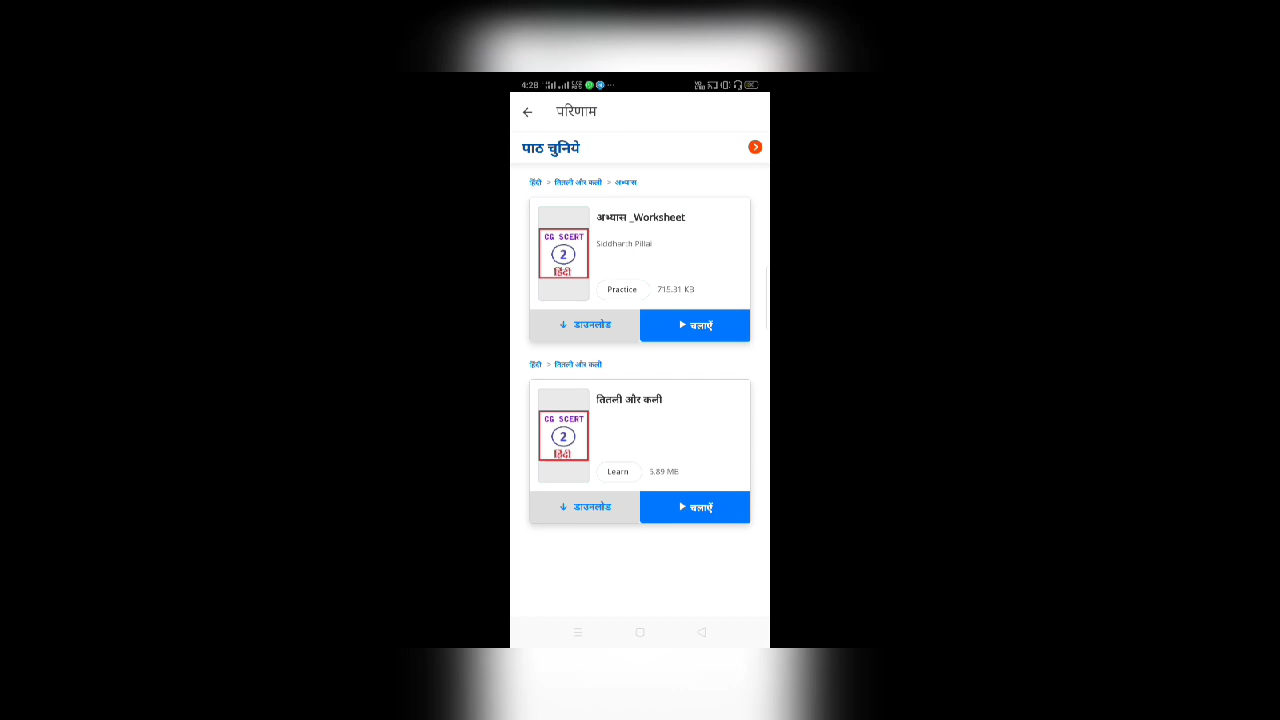 4:28
परिणाम
पाठ चुनिये
हिंदी > तितली और कली > अभ्यास
अभ्यास _Worksheet
CG SCERT
2
हिंदी
Siddharth Pillai
Practice 715.31 KB
डाउनलोड
चलाऐं
हिंदी > तितली और कली
तितली और कली
CG SCERT
2
हिंदी
Learn 5.89 MB
डाउनलोड
चलाऐं